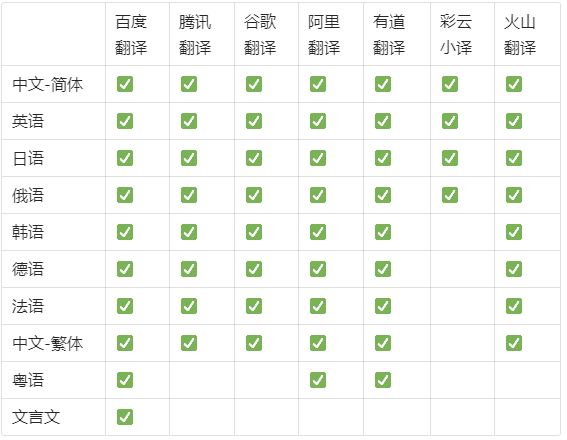 百度 腾讯 谷歌 阿里 有道 彩云 火山
翻译 翻译 翻译 翻译 翻译 小译 翻译
中文-简体 ✅ ✅ ✅ ✅ ✅ ✅ ✅
英语 ✅ ✅ ✅ ✅ ✅ ✅ ✅
日语 ✅ ✅ ✅ ✅ ✅ ✅ ✅
俄语 ✅ ✅ ✅ ✅ ✅ ✅ ✅
韩语 ✅ ✅ ✅ ✅ ✅ ✅
德语 ✅ ✅ ✅ ✅ ✅ ✅
法语 ✅ ✅ ✅ ✅ ✅ ✅
中文-繁体 ✅ ✅ ✅ ✅ ✅ ✅
粤语 ✅ ✅ ✅
文言文 ✅